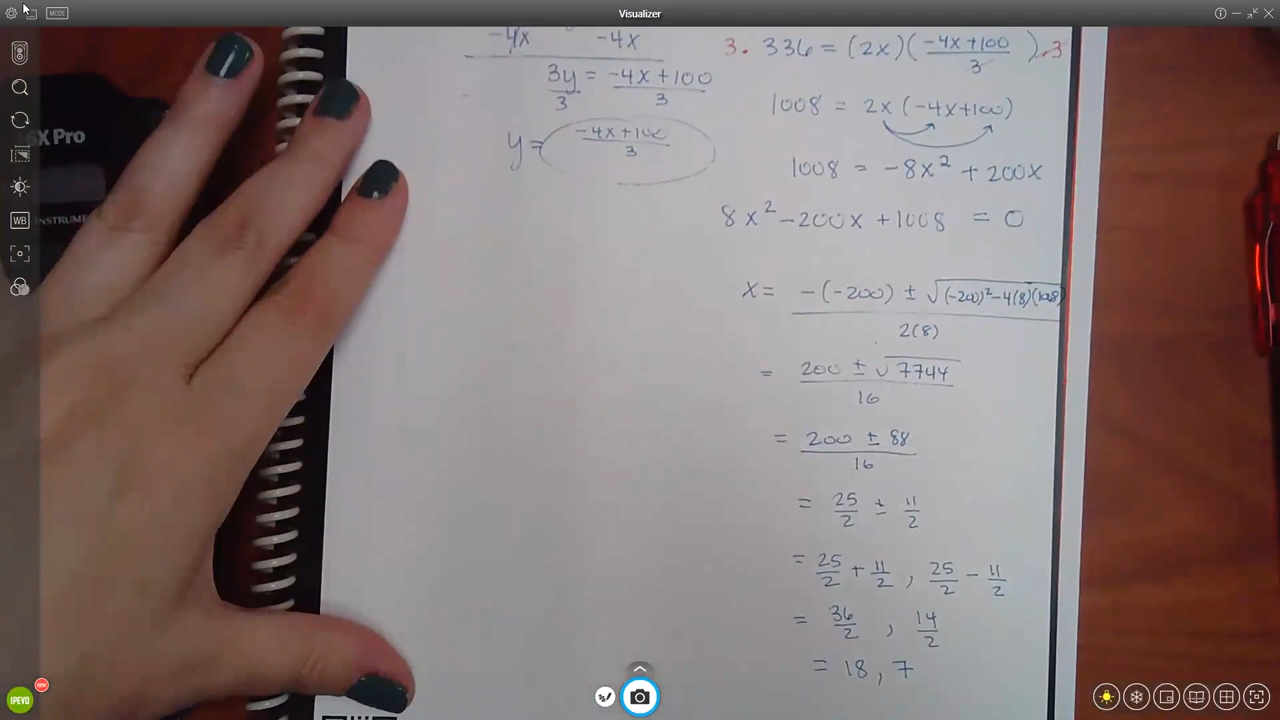 MODE
Visualizer
-4x -4x
3y = -4x+100
3 3
y = -4x+100
3
3. 336 = (2x)(-4x+100).3
3
1008 = 2x(-4x+100)
1008 = -8x² + 200x
8x² - 200x + 1008 = 0
x = -(-200) ± √(-200)²-4(8)(1008)
2(8)
= 200 ± √7744
16
= 200 ± 88
16
= 25/2 ± 11/2
= 25/2 + 11/2 , 25/2 - 11/2
= 36/2 , 14/2
= 18, 7
5X Pro
INSTRUM
WB
IPEVO